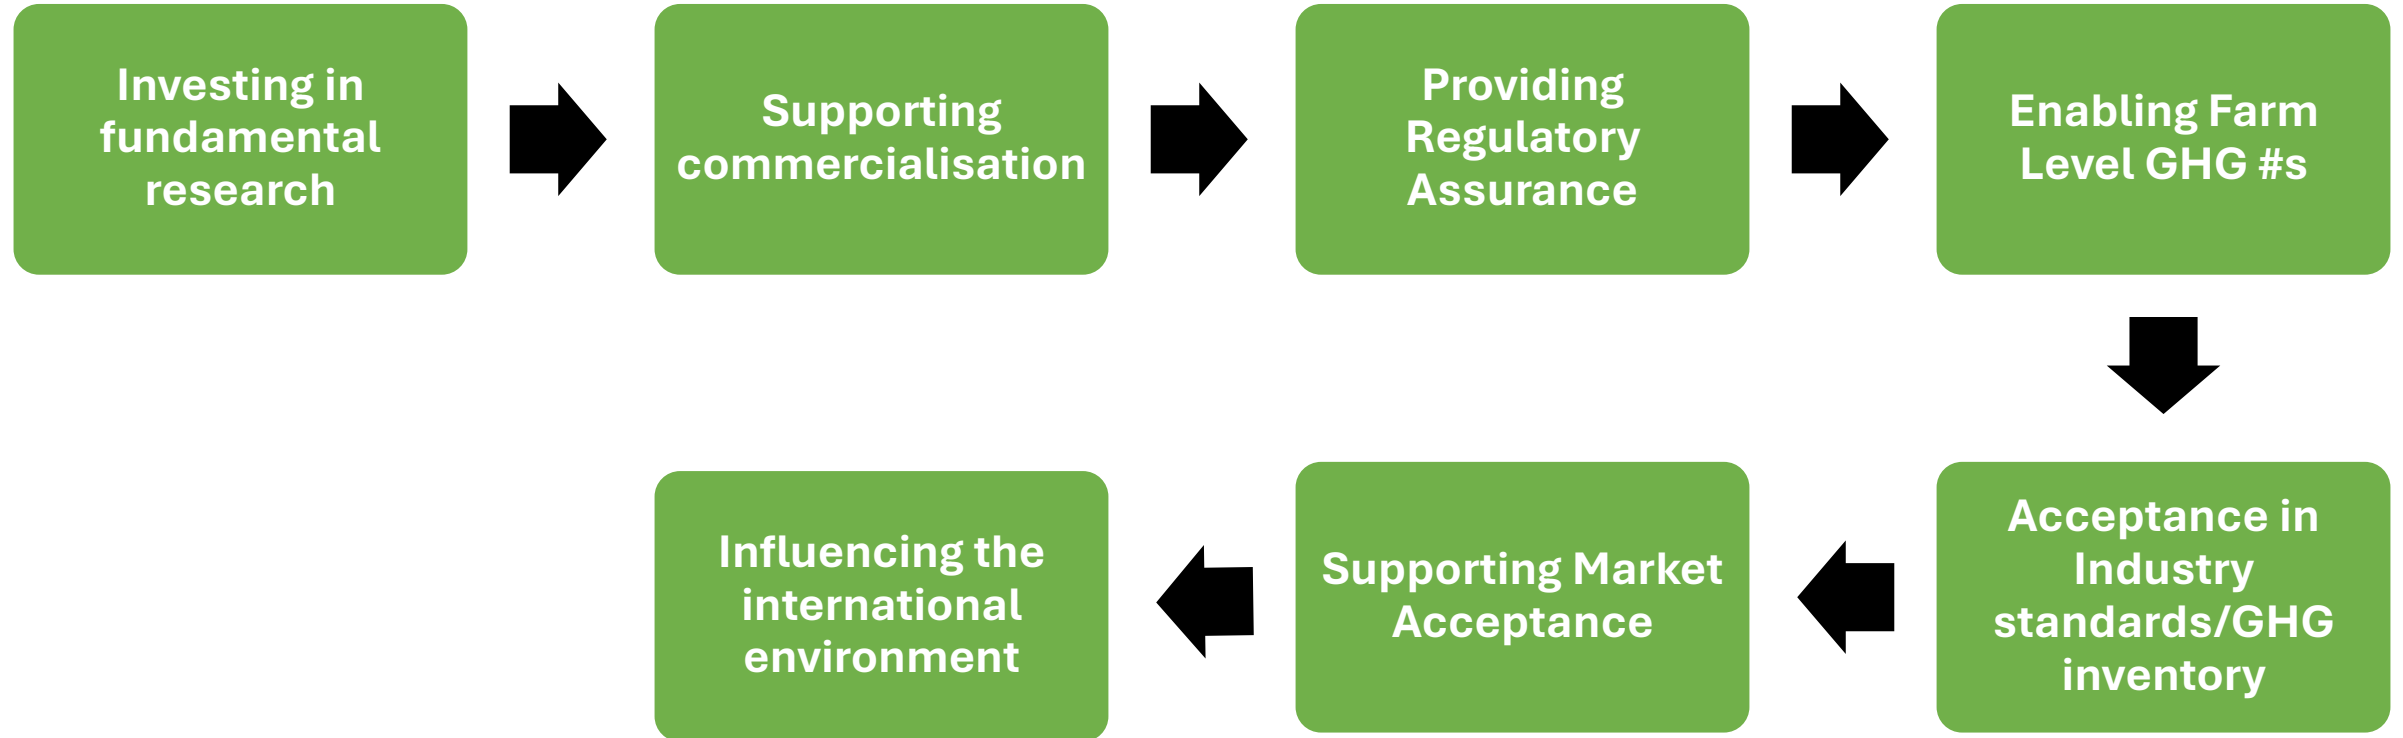 Investing in
fundamental
research
Supporting
commercialisation
Providing
Regulatory
Assurance
Enabling Farm
Level GHG #s
Acceptance in
Industry
standards/GHG
inventory
Supporting Market
Acceptance
Influencing the
international
environment